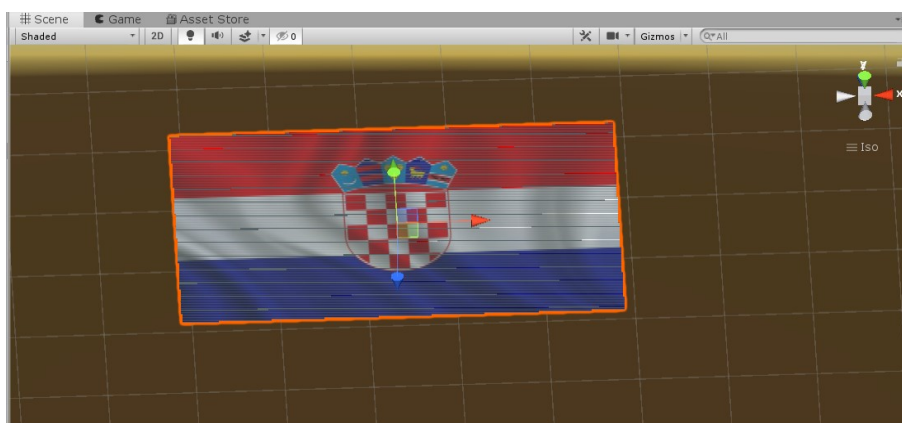 Scene Game Asset Store
Shaded 2D 0 Gizmos All
y
x
Iso